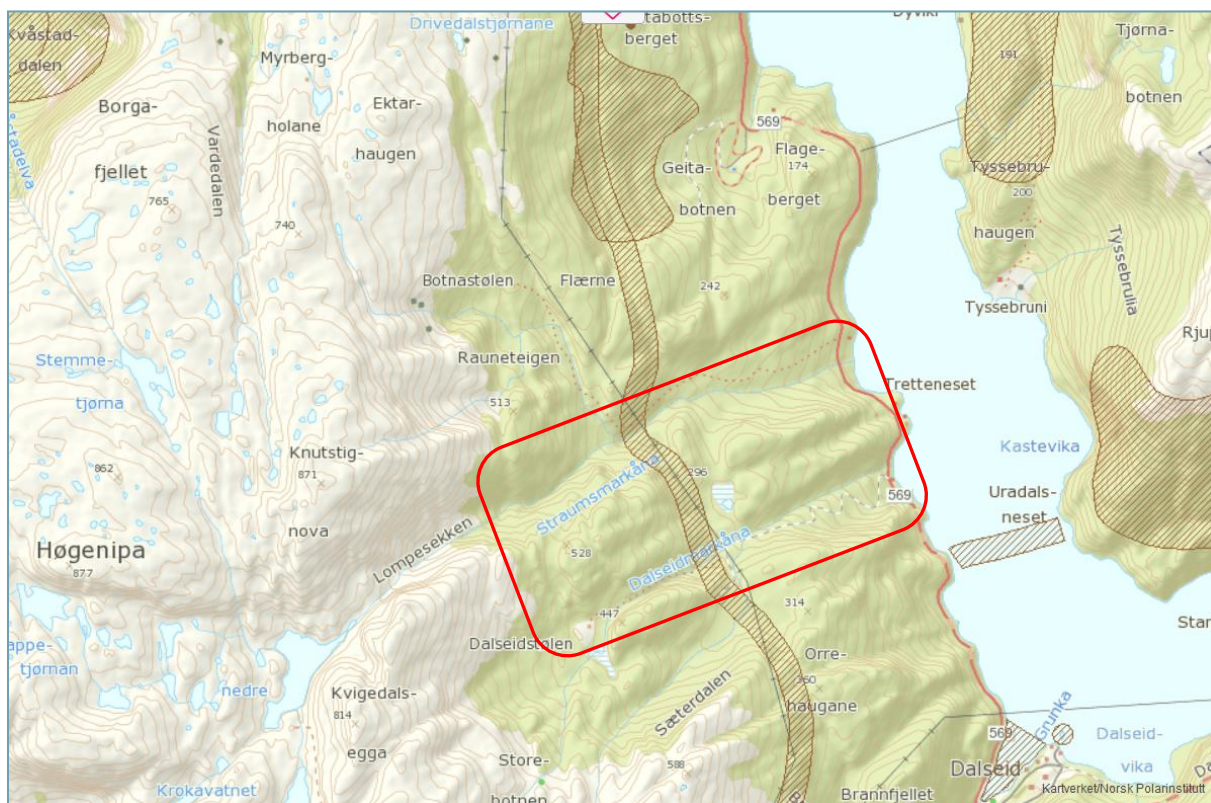 Drivedalstjørnane
tabotts-
berget
Dyvikj
Kvåstad-
dalen
Myrberg-
holane
Borga-
fjellet
765
Vardedalen
Ektar-
haugen
740
569
Flage-
174
berget
Geita-
botnen
191
Tjørna-
botnen
Tyssebru-
200
haugen
Tyssebrulia
Tyssebruni
Botnastølen
Flærne
242
Rauneteigen
513
Stemme-
tjørna
862
Knutstig-
871
nova
Høgenipa
877
Lompesekken
Straumsmarkåna
296
528
Dalseidmarkåna
447
314
Dalseidstølen
Tretteneset
Kastevika
569
Uradals-
neset
Star
tjørnan
nedre
Kvigedals-
814
egga
Krokavatnet
Store-
botnen
Sæterdalen
588
Orre-
360
haugane
Brannfjellet
569
Grunka
Dalseid
Dalseid-
vika
Kartverket/Norsk Polarinstitutt